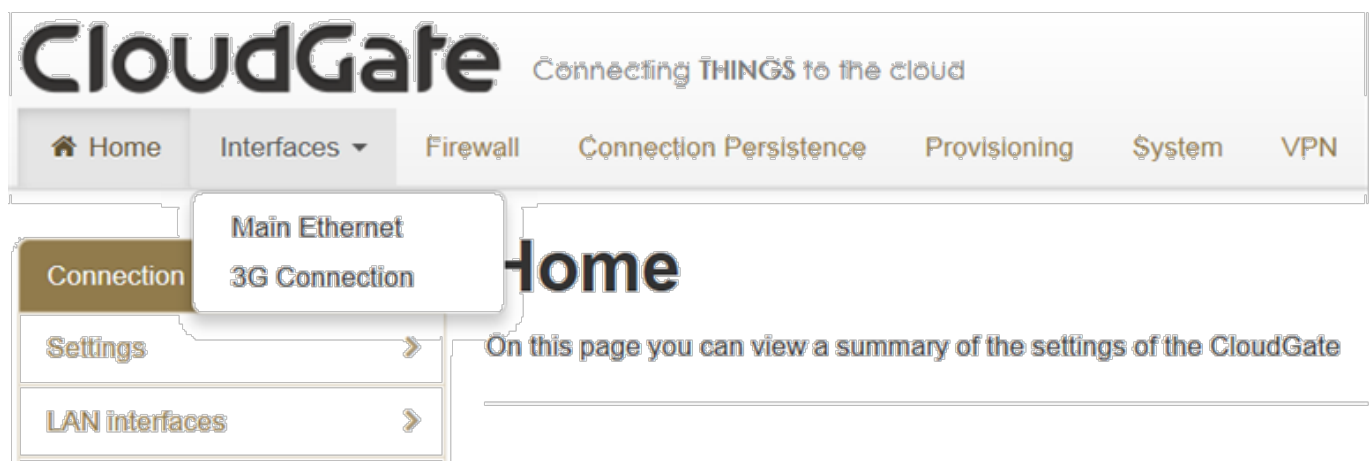 CloudGate Connecting THINGS to the cloud
Home Interfaces Firewall Connection Persistence Provisioning System VPN
Main Ethernet
3G Connection
Connection
Settings
LAN interfaces
Home
On this page you can view a summary of the settings of the CloudGate